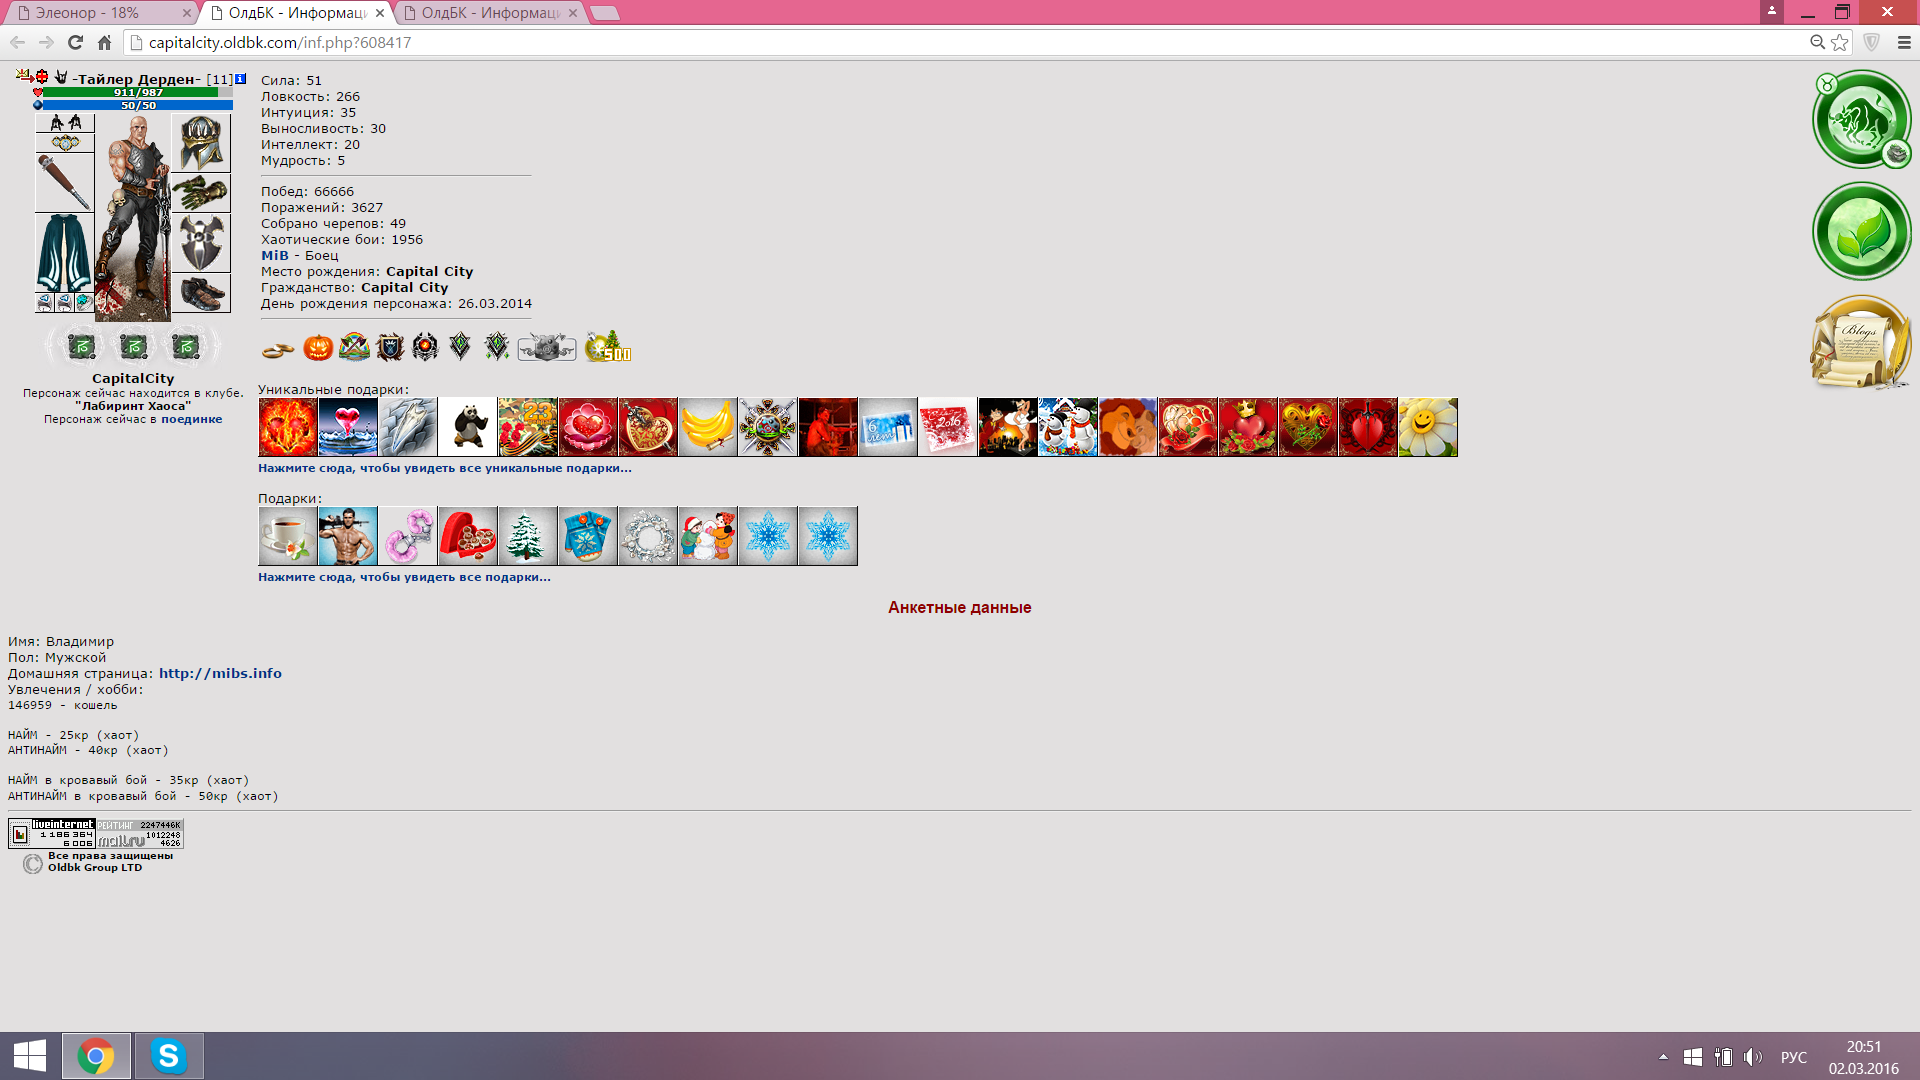 Элеонор - 18%
ОлдБК - Информаци
ОлдБК - Информаци
capitalcity.oldbk.com/inf.php?608417
-Тайлер Дерден- [11]
911/987
50/50
CapitalCity
Персонаж сейчас находится в клубе.
"Лабиринт Хаоса"
Персонаж сейчас в поединке
Сила: 51
Ловкость: 266
Интуиция: 35
Выносливость: 30
Интеллект: 20
Мудрость: 5
Побед: 66666
Поражений: 3627
Собрано черепов: 49
Хаотические бои: 1956
MiB - Боец
Место рождения: Capital City
Гражданство: Capital City
День рождения персонажа: 26.03.2014
500
Blogs
Уникальные подарки:
23
6 лет
2016
Нажмите сюда, чтобы увидеть все уникальные подарки...
Подарки:
Нажмите сюда, чтобы увидеть все подарки...
Анкетные данные
Имя: Владимир
Пол: Мужской
Домашняя страница: http://mibs.info
Увлечения / хобби:
146959 - кошель
НАЙМ - 25кр (хаот)
АНТИНАЙМ - 40кр (хаот)
НАЙМ в кровавый бой - 35кр (хаот)
АНТИНАЙМ в кровавый бой - 50кр (хаот)
liveinternet
1 186 364
6 006
РЕЙТИНГ 2247446K
mail.ru
1012248
4626
Все права защищены
Oldbk Group LTD
РУС
20:51
02.03.2016